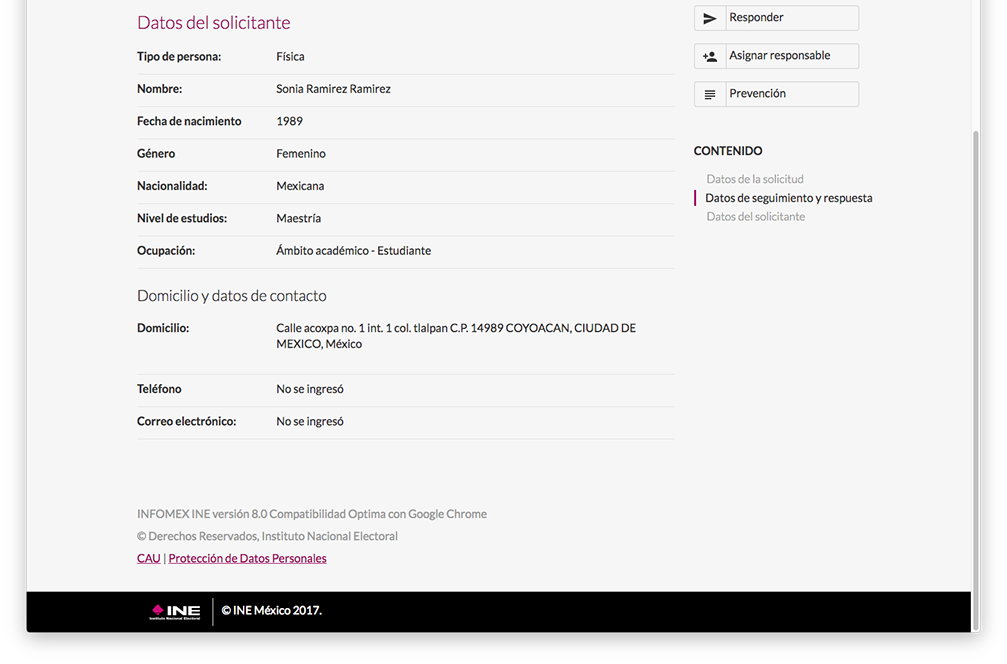 Datos del solicitante
Tipo de persona: Física
Nombre: Sonia Ramirez Ramirez
Fecha de nacimiento 1989
Género Femenino
Nacionalidad: Mexicana
Nivel de estudios: Maestría
Ocupación: Ámbito académico - Estudiante
Domicilio y datos de contacto
Domicilio: Calle acoxpa no. 1 int. 1 col. tlalpan C.P. 14989 COYOACAN, CIUDAD DE
MEXICO, México
Teléfono No se ingresó
Correo electrónico: No se ingresó
Responder
Asignar responsable
Prevención
CONTENIDO
Datos de la solicitud
Datos de seguimiento y respuesta
Datos del solicitante
INFOMEX INE versión 8.0 Compatibilidad Optima con Google Chrome
© Derechos Reservados, Instituto Nacional Electoral
CAU | Protección de Datos Personales
INE
Instituto Nacional Electoral
© INE México 2017.